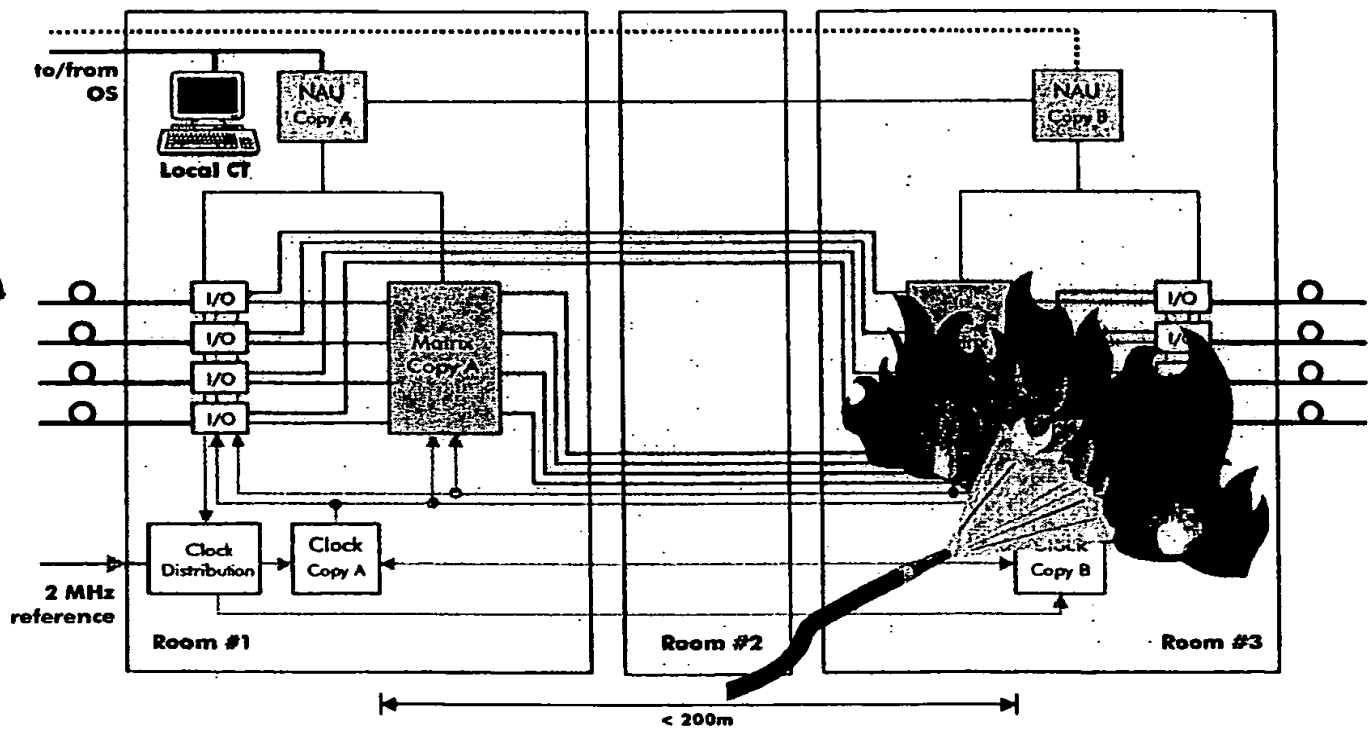 to/from
OS
NAU
Copy A
NAU
Copy B
Local CT
I/O
I/O
I/O
I/O
I/O
Matrix
Copy A
Clock
Distribution
Clock
Copy A
Clock
Copy B
2 MHz
reference
Room #1
Room #2
Room #3
< 200m